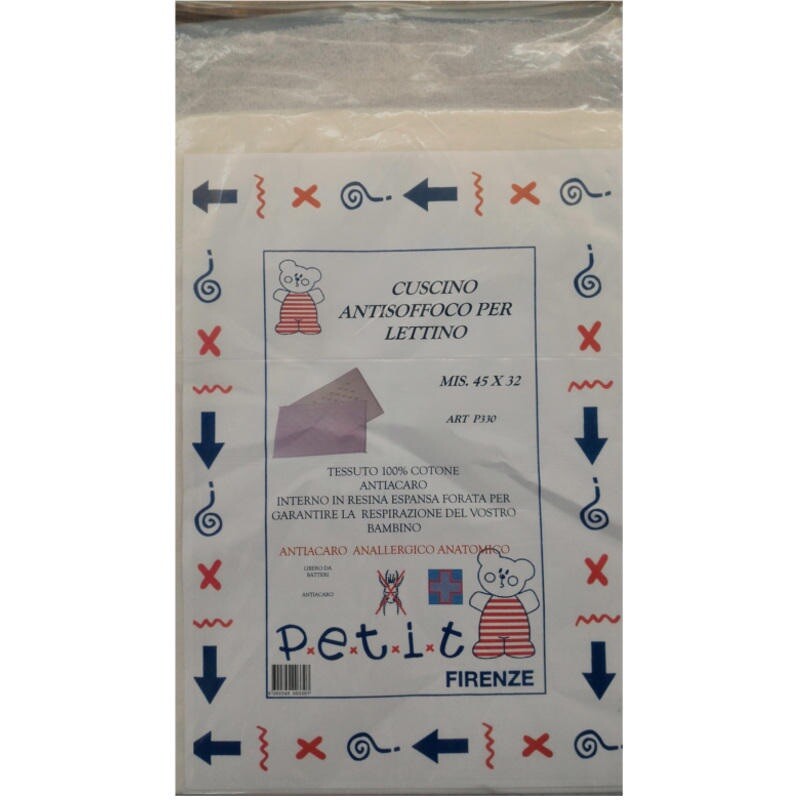 CUSCINO
ANTISOFFOCO PER
LETTINO
MIS. 45 X 32
ART P330
TESSUTO 100% COTONE
ANTIACARO
INTERNO IN RESINA ESPANSA FORATA PER
GARANTIRE LA RESPIRAZIONE DEL VOSTRO
BAMBINO
ANTIACARO ANALLERGICO ANATOMICO
LIBERO DA
BATTERI
ANTIACARO
p.e.t.i.t
FIRENZE